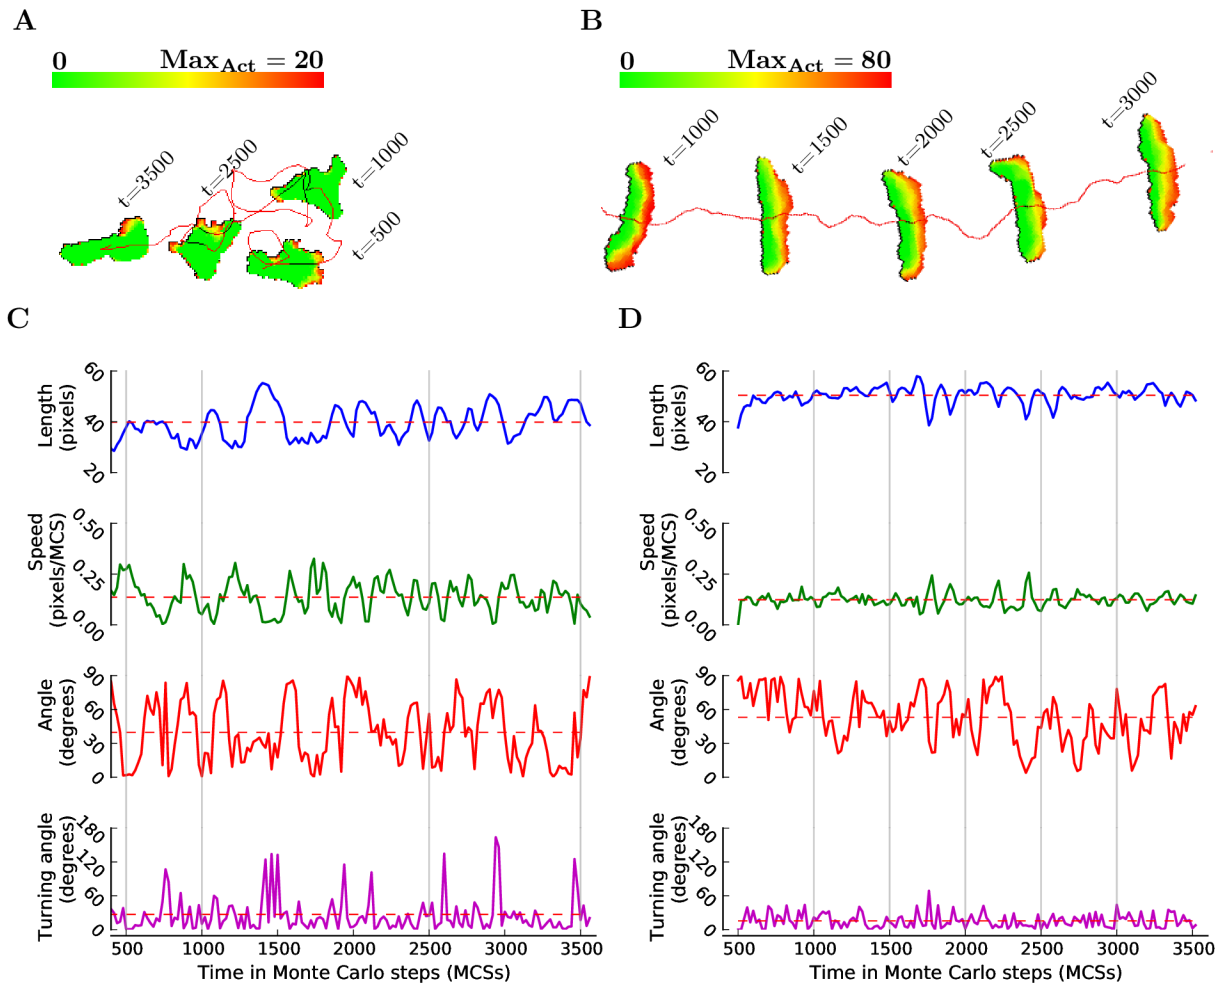 A
0 Max_Act = 20
t=3500
t=2500
t=1000
t=500
B
0 Max_Act = 80
t=1000
t=1500
t=2000
t=2500
t=3000
C
Length
(pixels)
60
40
20
Speed
(pixels/MCS)
0.50
0.25
0.00
Angle
(degrees)
90
60
30
0
Turning angle
(degrees)
180
120
60
0
500 1000 1500 2000 2500 3000 3500
Time in Monte Carlo steps (MCSs)
D
Length
(pixels)
60
40
20
Speed
(pixels/MCS)
0.50
0.25
0.00
Angle
(degrees)
90
60
30
0
Turning angle
(degrees)
180
120
60
0
500 1000 1500 2000 2500 3000 3500
Time in Monte Carlo steps (MCSs)